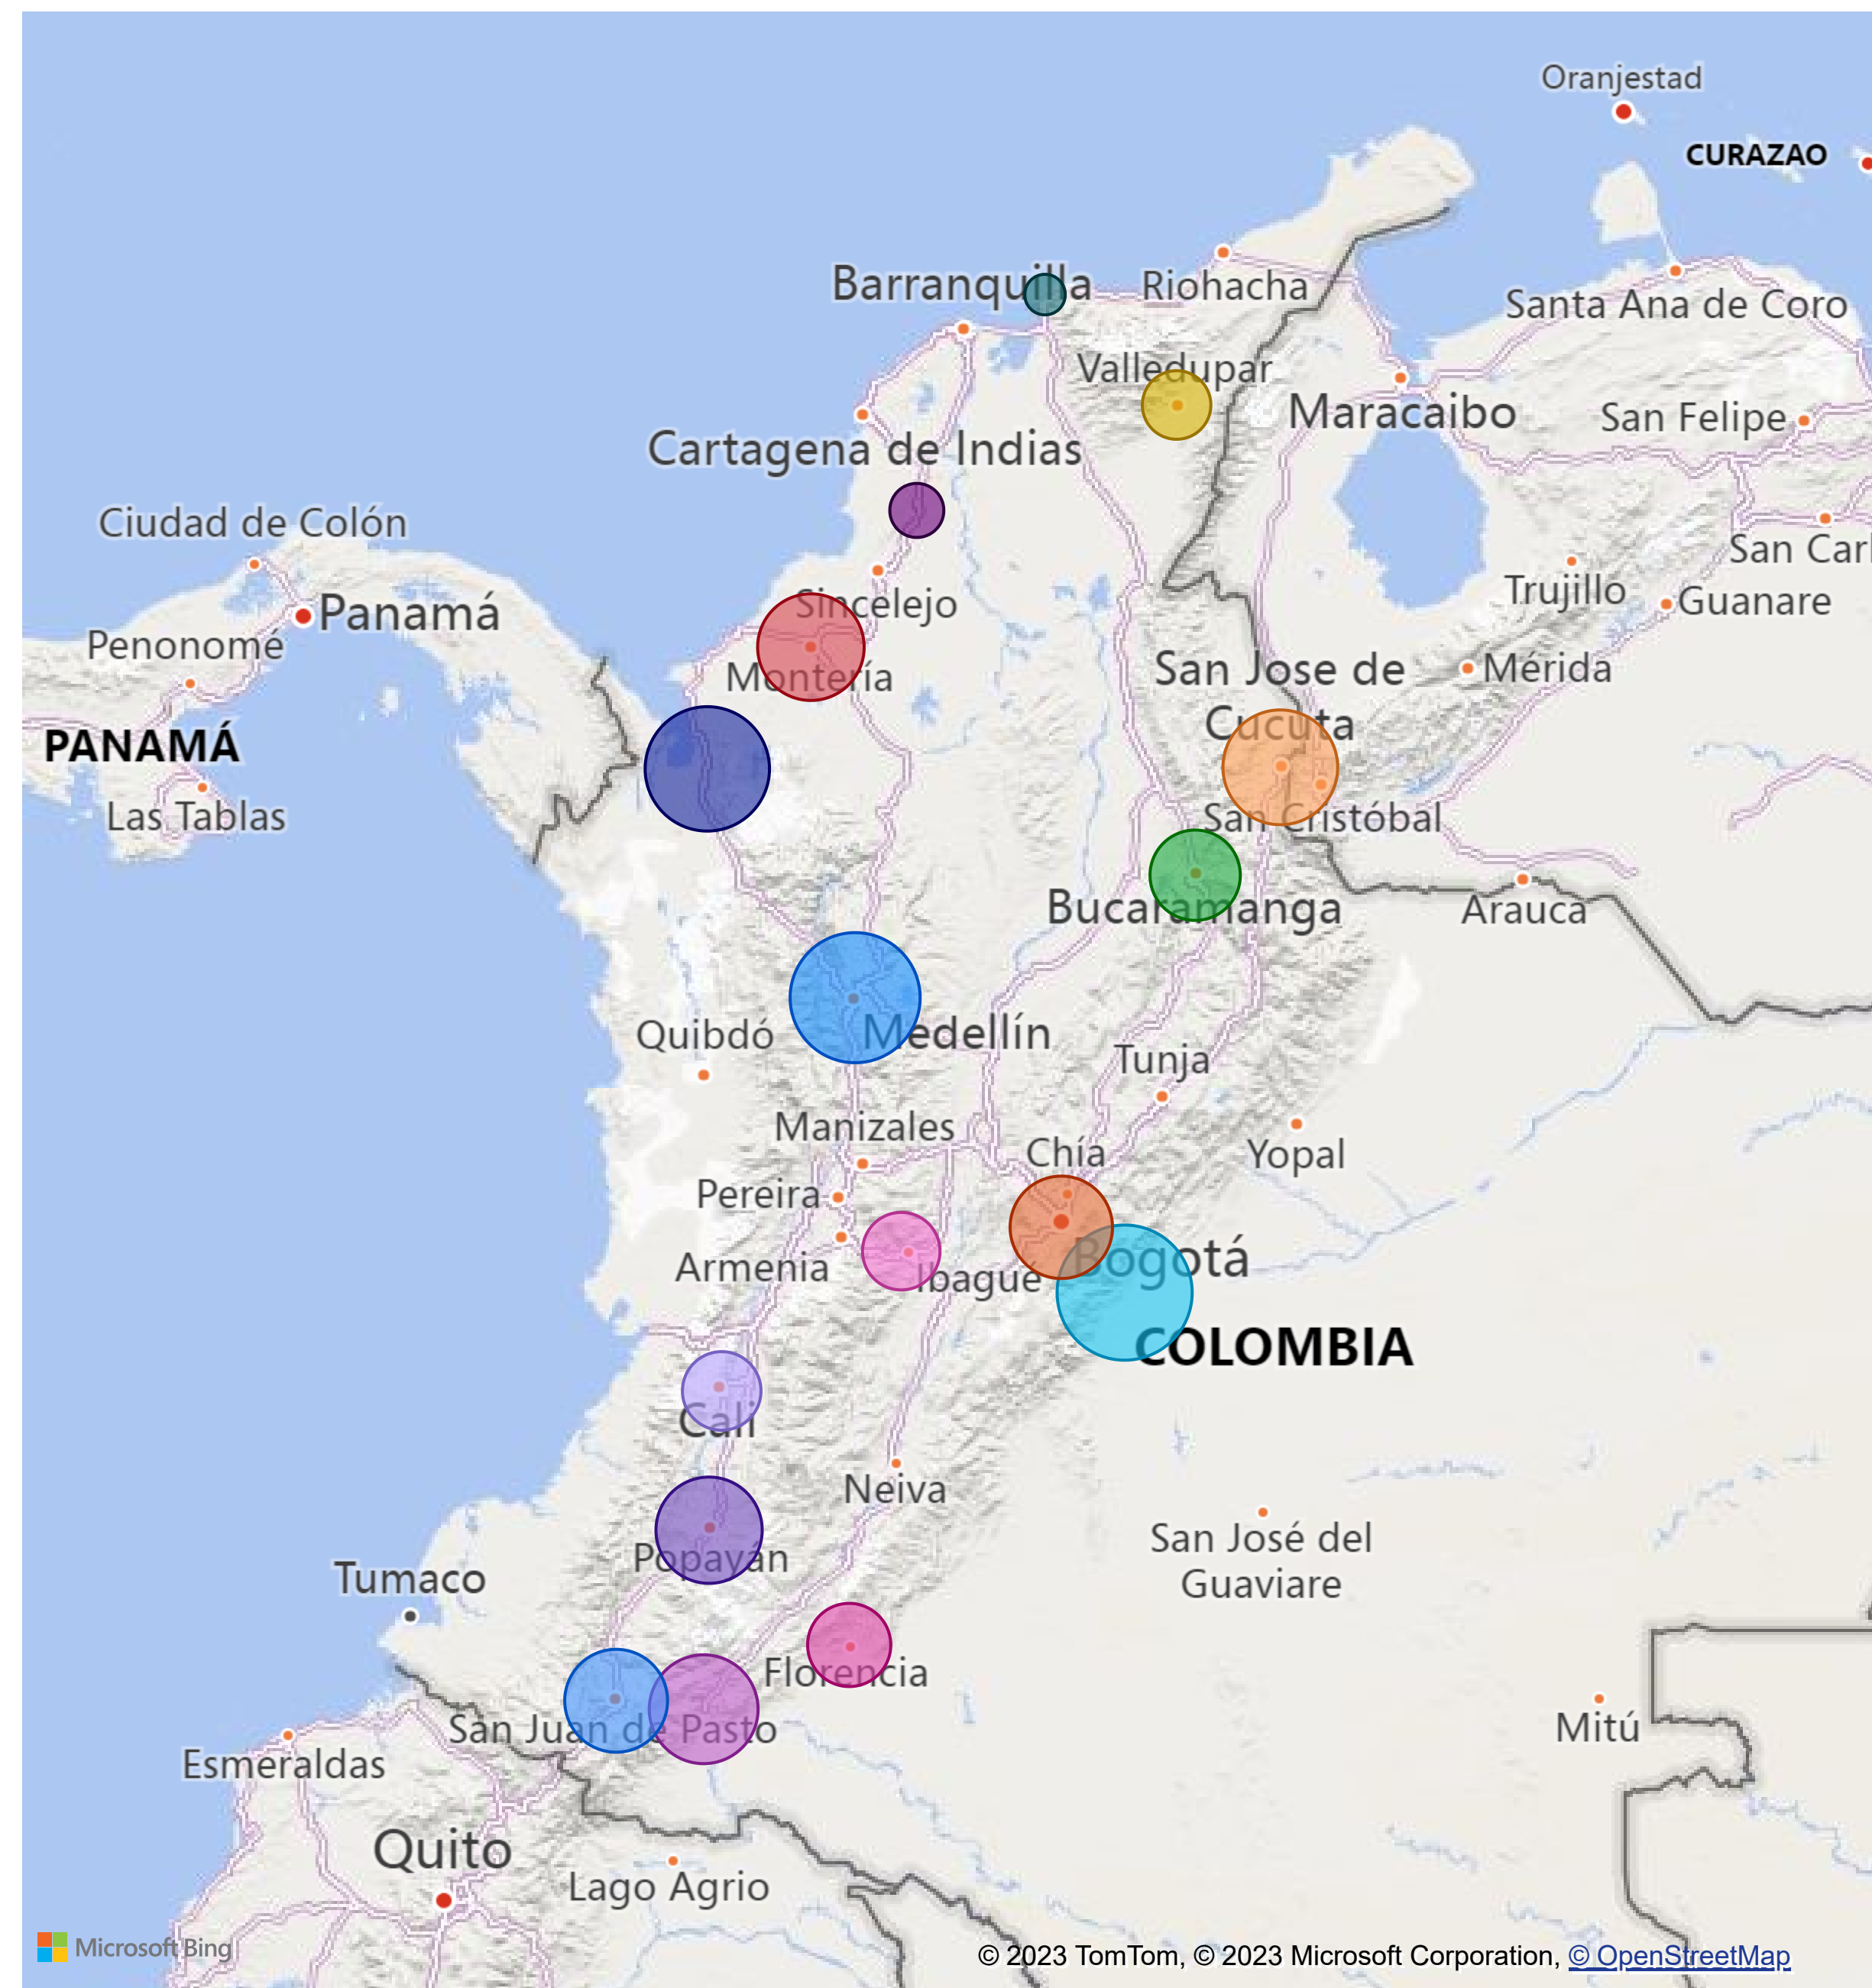 Oranjestad
CURAZAO
Barranquilla
Riohacha
Santa Ana de Coro
Valledupar
Maracaibo
San Felipe
Cartagena de Indias
Ciudad de Colón
San Carl
Trujillo
Guanare
Panamá
Sincelejo
Penonomé
San Jose de
Cucuta
Mérida
Montería
PANAMÁ
Las Tablas
San Cristóbal
Bucaramanga
Arauca
Quibdó
Medellín
Tunja
Manizales
Chía
Yopal
Pereira
Armenia
Ibagué
Bogotá
COLOMBIA
Cali
Neiva
San José del
Guaviare
Popayán
Tumaco
Florencia
San Juan de Pasto
Mitú
Esmeraldas
Quito
Lago Agrio
Microsoft Bing
© 2023 TomTom, © 2023 Microsoft Corporation, © OpenStreetMap